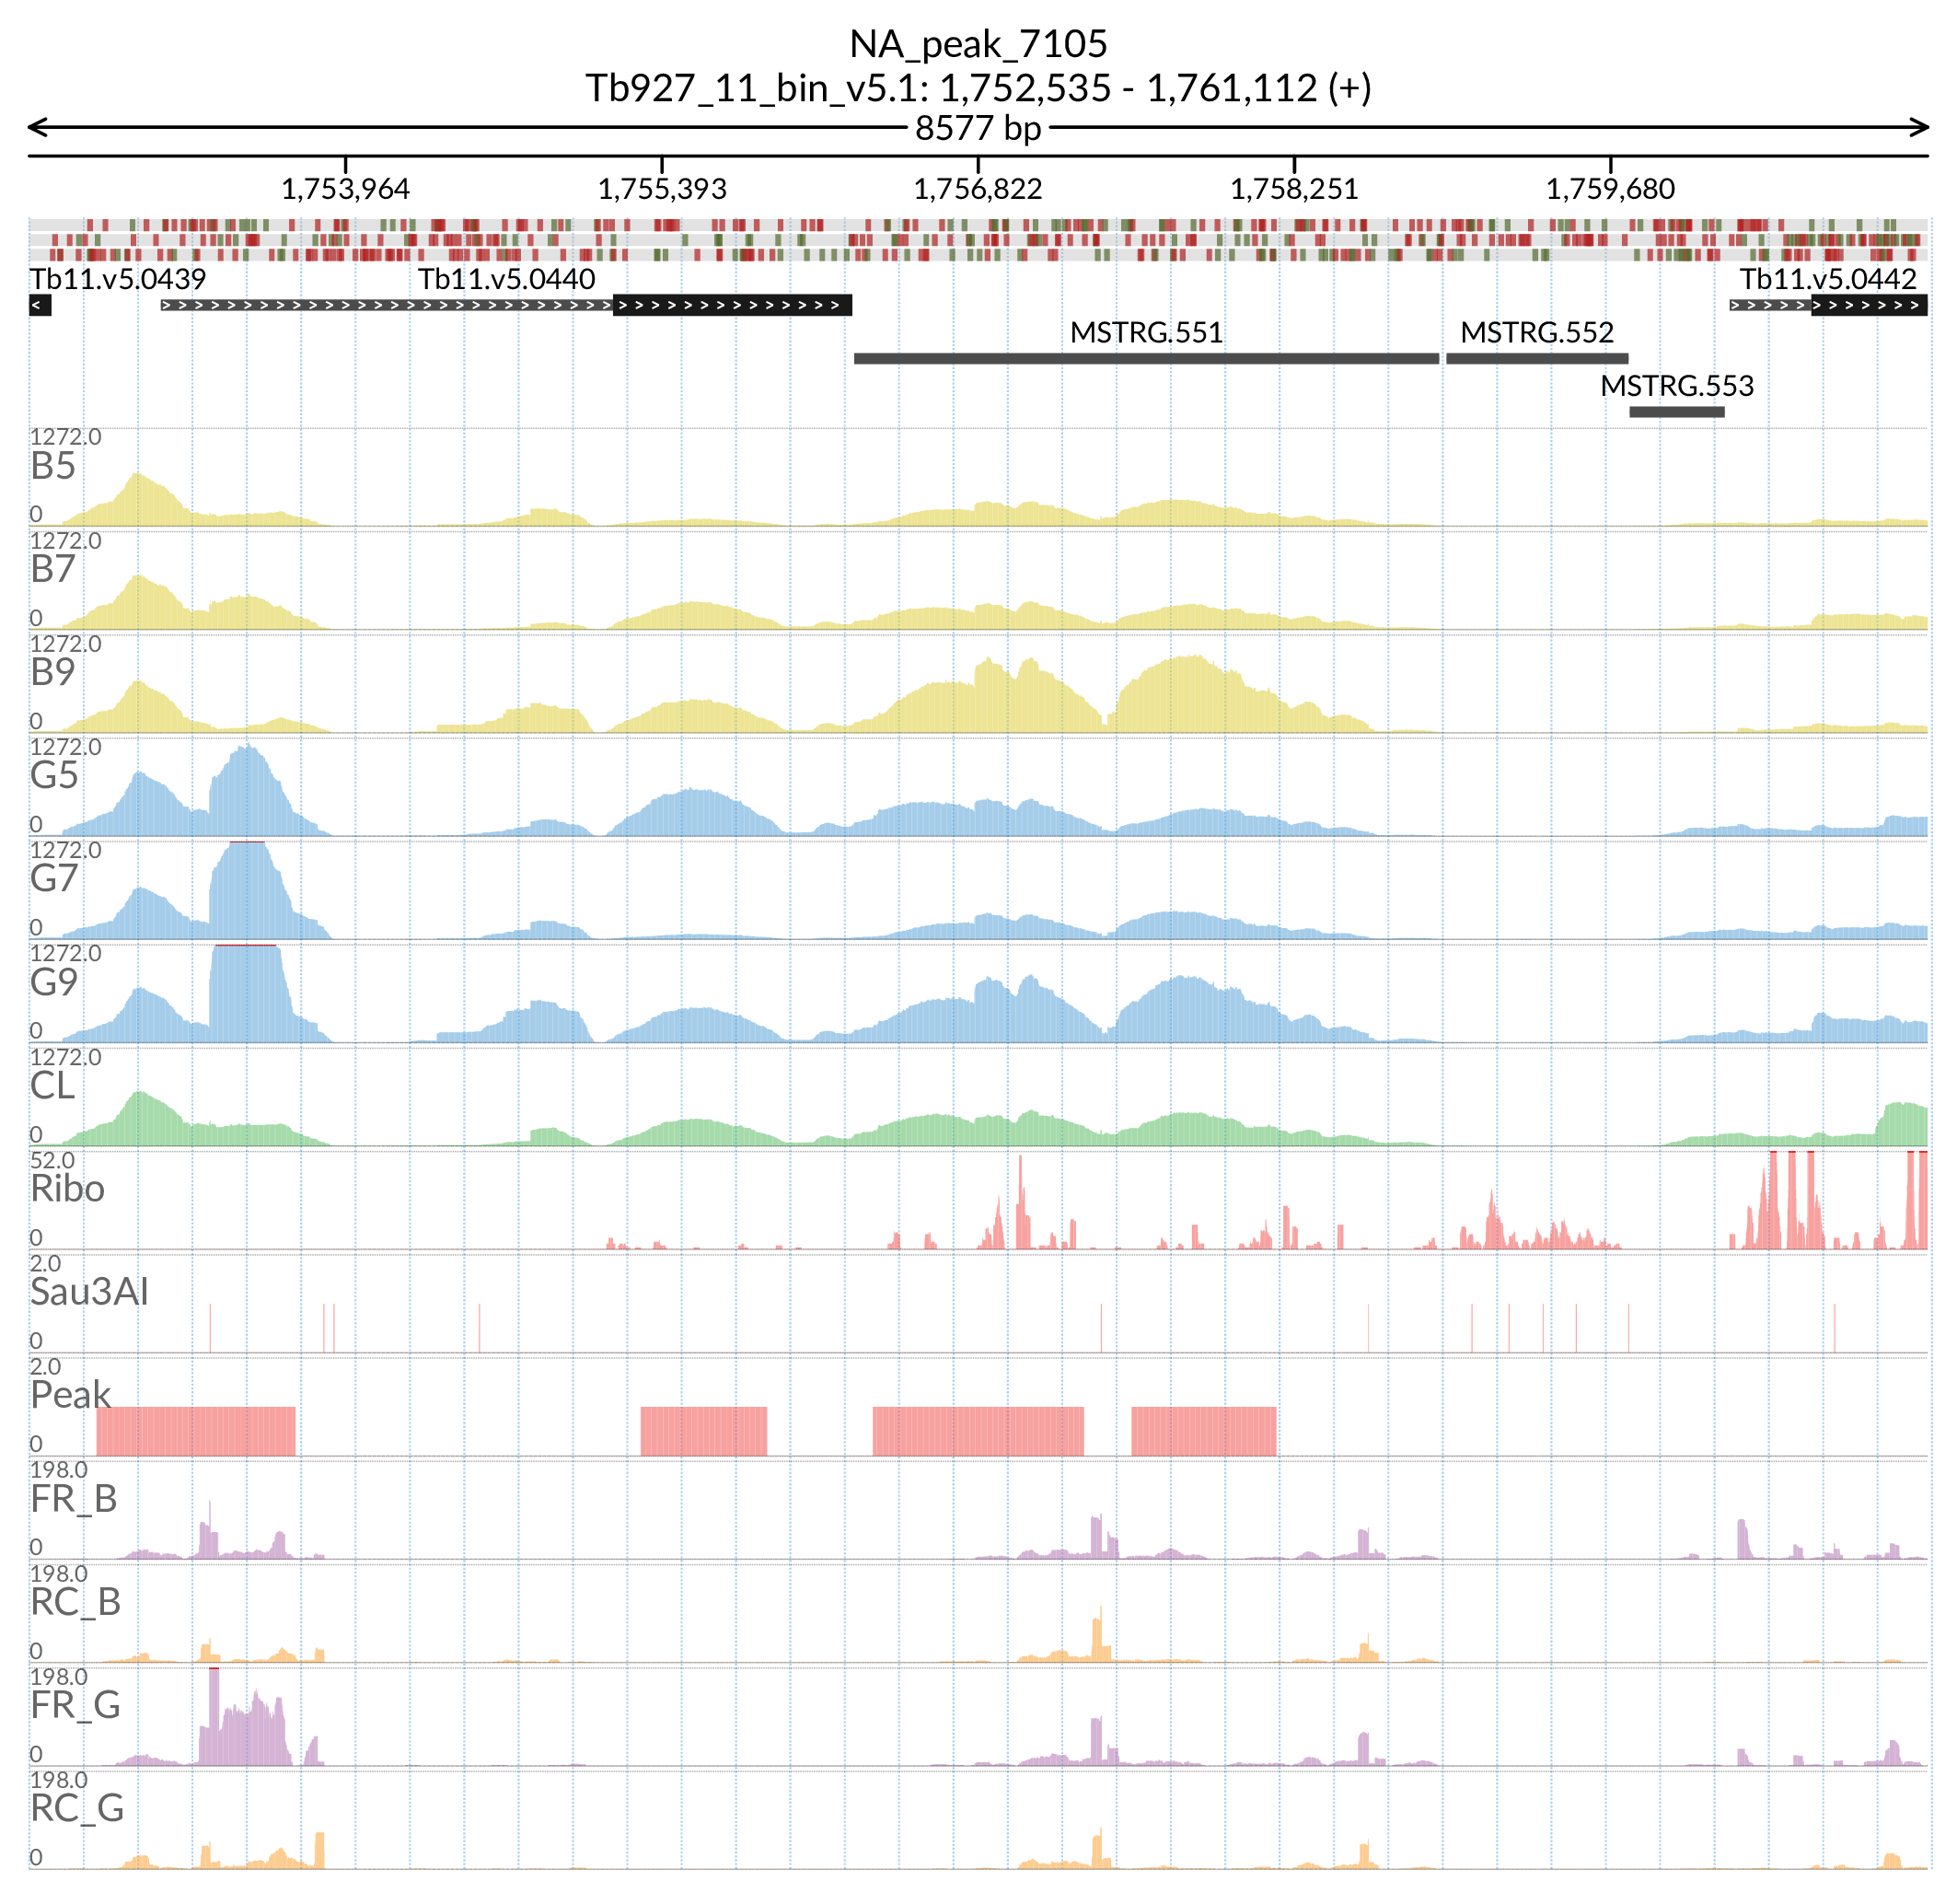 NA_peak_7105
Tb927_11_bin_v5.1: 1,752,535 - 1,761,112 (+)
8577 bp
1,753,964 1,755,393 1,756,822 1,758,251 1,759,680
Tb11.v5.0439 Tb11.v5.0440 Tb11.v5.0442
MSTRG.551 MSTRG.552
MSTRG.553
1272.0
B5
0
1272.0
B7
0
1272.0
B9
0
1272.0
G5
0
1272.0
G7
0
1272.0
G9
0
1272.0
CL
0
52.0
Ribo
0
2.0
Sau3AI
0
2.0
Peak
0
198.0
FR_B
0
198.0
RC_B
0
198.0
FR_G
0
198.0
RC_G
0